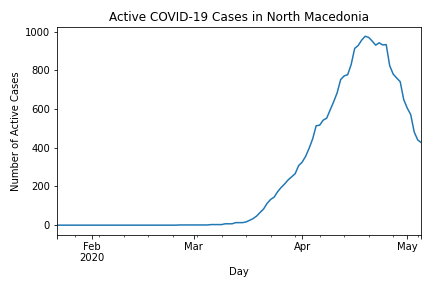 Active COVID-19 Cases in North Macedonia
Number of Active Cases
1000
800
600
400
200
0
Feb
2020
Mar
Apr
May
Day